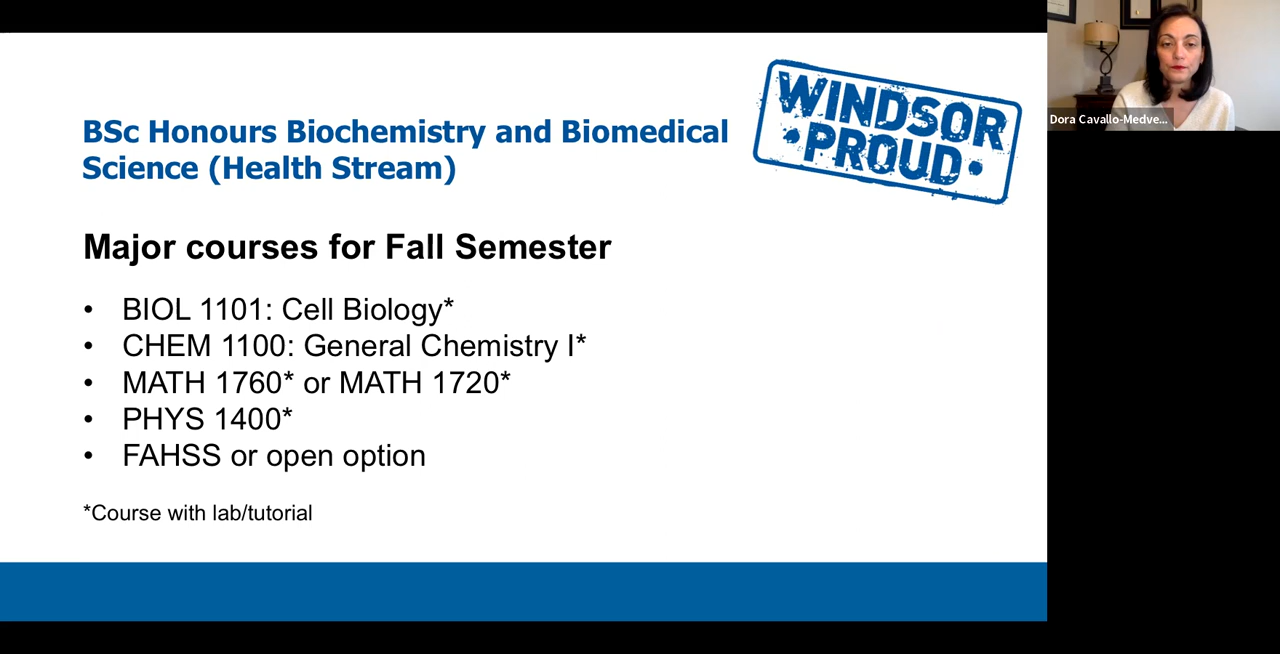 BSc Honours Biochemistry and Biomedical
Science (Health Stream)
WINDSOR
•PROUD•
Major courses for Fall Semester
• BIOL 1101: Cell Biology*
• CHEM 1100: General Chemistry I*
• MATH 1760* or MATH 1720*
• PHYS 1400*
• FAHSS or open option
*Course with lab/tutorial
Dora Cavallo-Medve...